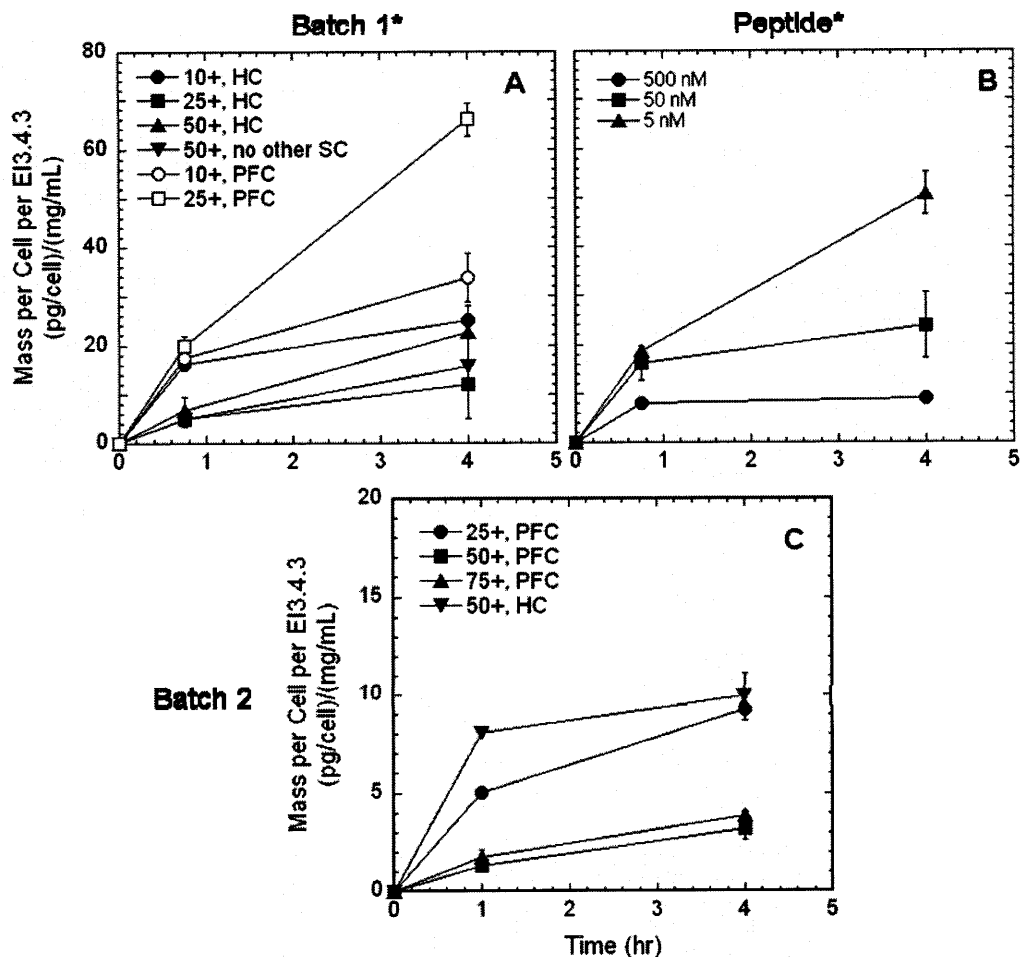 Batch 1*
Peptide*
80
60
40
20
0
10+, HC
25+, HC
50+, HC
50+, no other SC
10+, PFC
25+, PFC
A
Mass per Cell per EI3.4.3
(pg/cell)/(mg/mL)
0 1 2 3 4 5
500 nM
50 nM
5 nM
B
0 1 2 3 4 5
20
15
10
5
0
25+, PFC
50+, PFC
75+, PFC
50+, HC
C
Mass per Cell per EI3.4.3
(pg/cell)/(mg/mL)
Batch 2
0 1 2 3 4 5
Time (hr)